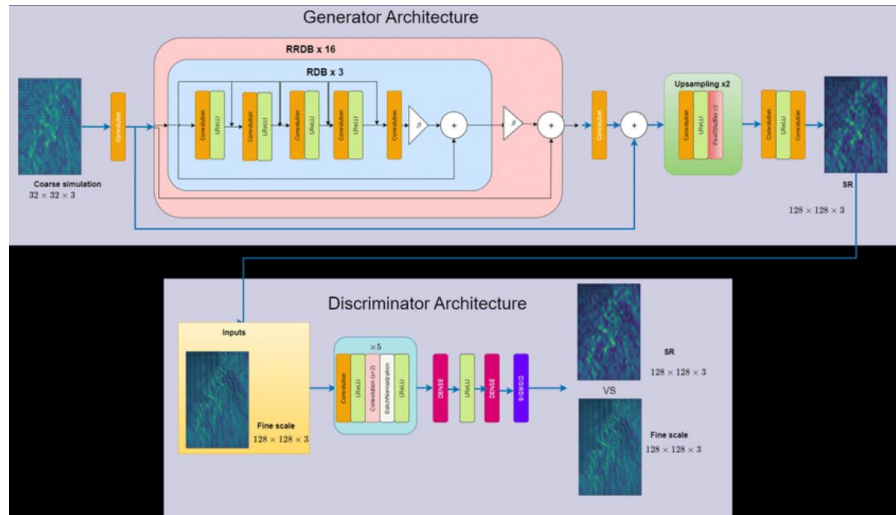 Generator Architecture
RRDB x 16
RDB x 3
Convolution
Convolution
LReLU
Convolution
LReLU
Convolution
LReLU
Convolution
LReLU
Convolution
β
+
β
+
Convolution
+
Upsampling x2
Convolution
LReLU
PixelShuffler x2
Convolution
LReLU
Convolution
Coarse simulation
32 × 32 × 3
SR
128 × 128 × 3
Discriminator Architecture
Inputs
Fine scale
128 × 128 × 3
×5
Convolution
LReLU
Convolution (s=2)
BatchNormalization
LReLU
DENSE
LReLU
DENSE
SR
128 × 128 × 3
VS
Fine scale
128 × 128 × 3